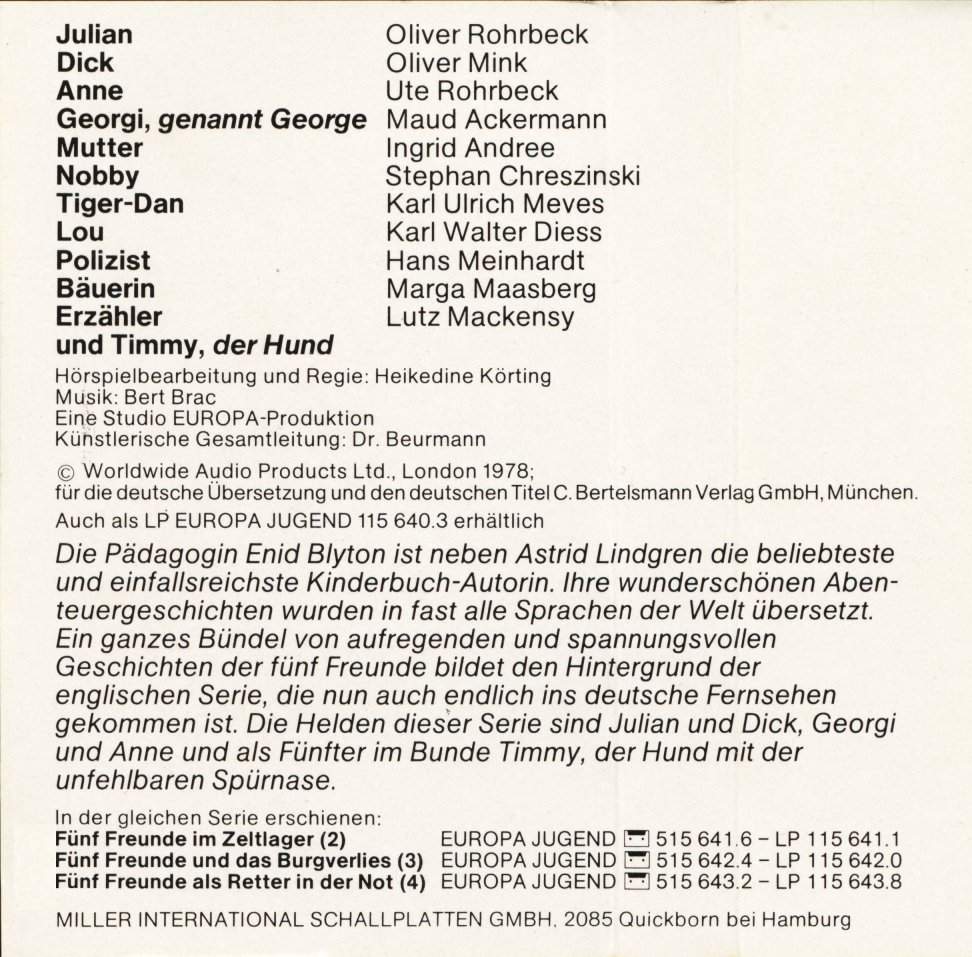 Julian Oliver Rohrbeck
Dick Oliver Mink
Anne Ute Rohrbeck
Georgi, genannt George Maud Ackermann
Mutter Ingrid Andree
Nobby Stephan Chreszinski
Tiger-Dan Karl Ulrich Meves
Lou Karl Walter Diess
Polizist Hans Meinhardt
Bäuerin Marga Maasberg
Erzähler Lutz Mackensy
und Timmy, der Hund
Hörspielbearbeitung und Regie: Heikedine Körting
Musik: Bert Brac
Eine Studio EUROPA-Produktion
Künstlerische Gesamtleitung: Dr. Beurmann
© Worldwide Audio Products Ltd., London 1978;
für die deutsche Übersetzung und den deutschen Titel C. Bertelsmann Verlag GmbH, München.
Auch als LP EUROPA JUGEND 115 640.3 erhältlich
Die Pädagogin Enid Blyton ist neben Astrid Lindgren die beliebteste
und einfallsreichste Kinderbuch-Autorin. Ihre wunderschönen Aben-
teuergeschichten wurden in fast alle Sprachen der Welt übersetzt.
Ein ganzes Bündel von aufregenden und spannungsvollen
Geschichten der fünf Freunde bildet den Hintergrund der
englischen Serie, die nun auch endlich ins deutsche Fernsehen
gekommen ist. Die Helden dieser Serie sind Julian und Dick, Georgi
und Anne und als Fünfter im Bunde Timmy, der Hund mit der
unfehlbaren Spürnase.
In der gleichen Serie erschienen:
Fünf Freunde im Zeltlager (2) EUROPA JUGEND 515 641.6 – LP 115 641.1
Fünf Freunde und das Burgverlies (3) EUROPA JUGEND 515 642.4 – LP 115 642.0
Fünf Freunde als Retter in der Not (4) EUROPA JUGEND 515 643.2 – LP 115 643.8
MILLER INTERNATIONAL SCHALLPLATTEN GMBH, 2085 Quickborn bei Hamburg